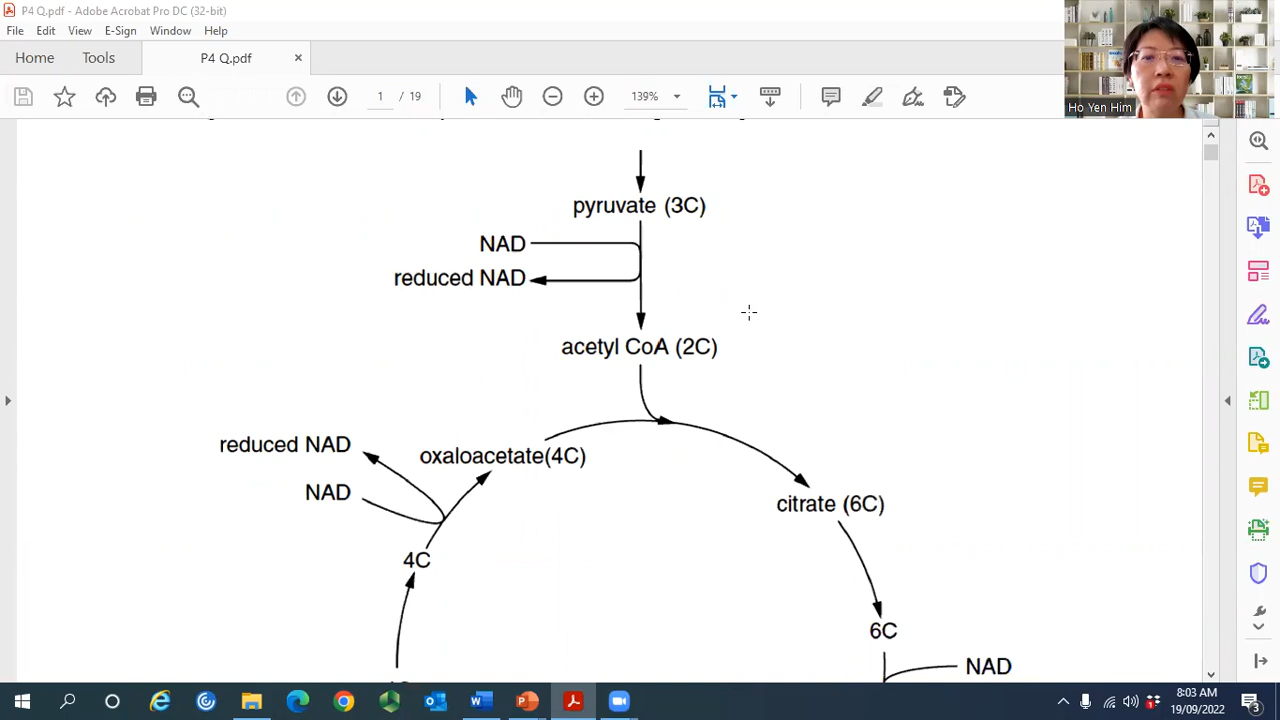 P4 Q.pdf - Adobe Acrobat Pro DC (32-bit)
File Edit View E-Sign Window Help
Home Tools P4 Q.pdf ×
1 / 19 139%
Ho Yen Him
pyruvate (3C)
NAD
reduced NAD
acetyl CoA (2C)
reduced NAD
oxaloacetate(4C)
NAD
citrate (6C)
4C
6C
NAD
8:03 AM
19/09/2022
3